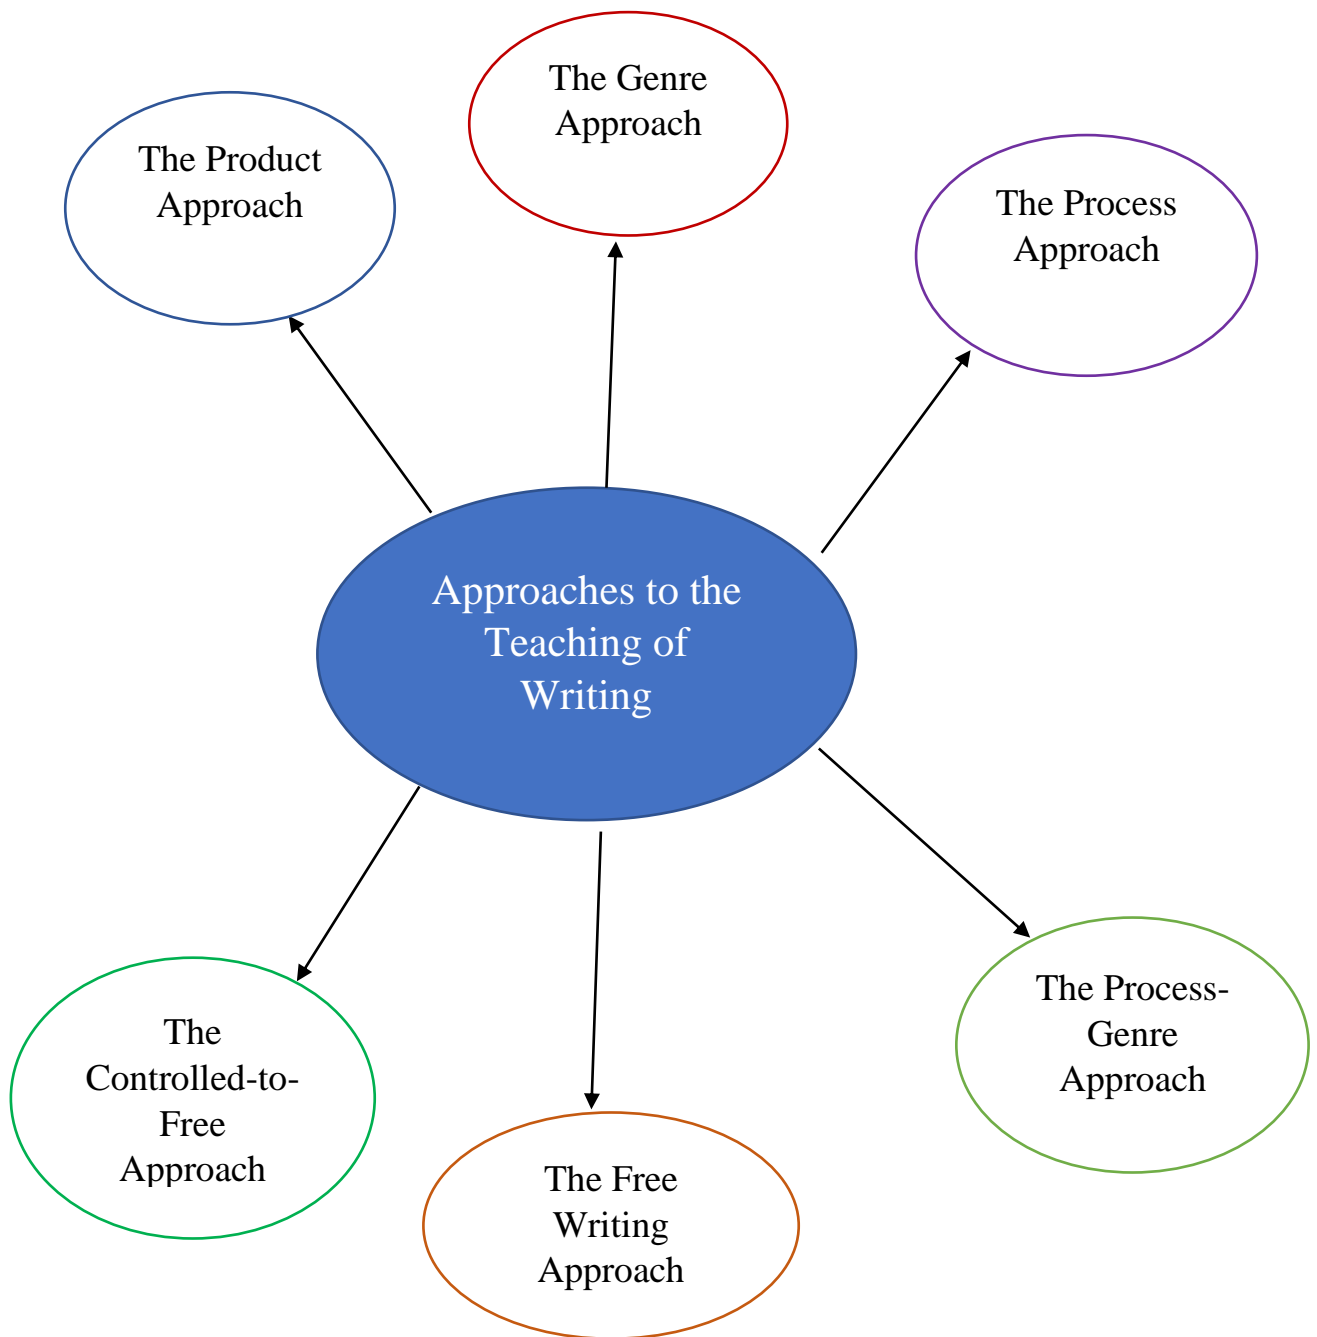 The Genre
Approach
The Product
Approach
The Process
Approach
Approaches to the
Teaching of
Writing
The Process-
Genre
Approach
The
Controlled-to-
Free
Approach
The Free
Writing
Approach